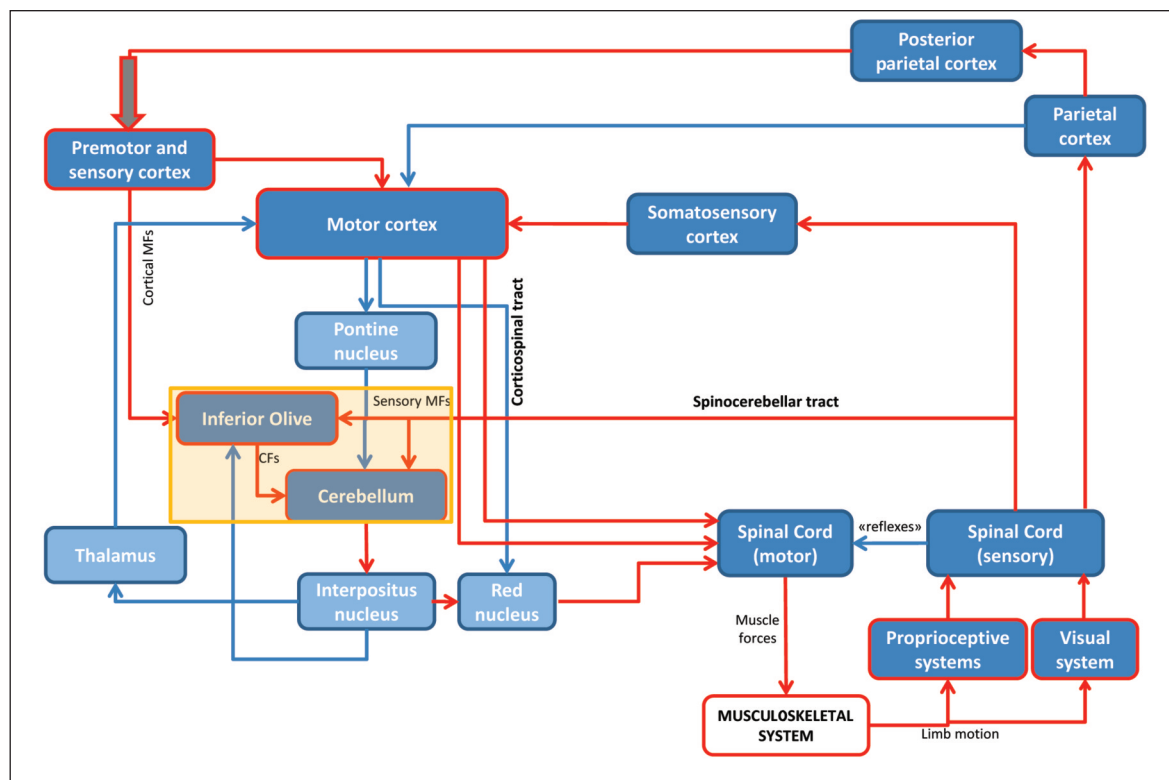 Posterior
parietal cortex
Parietal
cortex
Premotor and
sensory cortex
Motor cortex
Somatosensory
cortex
Cortical MFs
Corticospinal tract
Pontine
nucleus
Sensory MFs
Spinocerebellar tract
Inferior Olive
CFs
Cerebellum
Thalamus
Interpositus
nucleus
Red
nucleus
Spinal Cord
(motor)
«reflexes»
Spinal Cord
(sensory)
Muscle
forces
Proprioceptive
systems
Visual
system
MUSCULOSKELETAL
SYSTEM
Limb motion